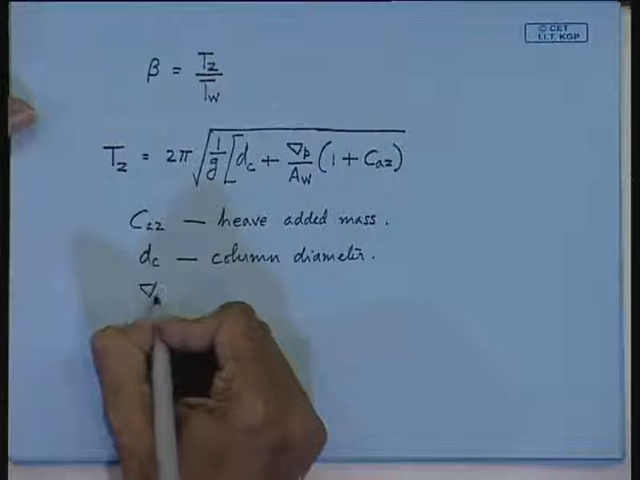 © CET
I.I.T. KGP
β = Tz / Tw
Tz = 2π √(1/g [dc + ∇p/Aw (1 + Caz)
Caz — heave added mass.
dc — column diameter.
∇